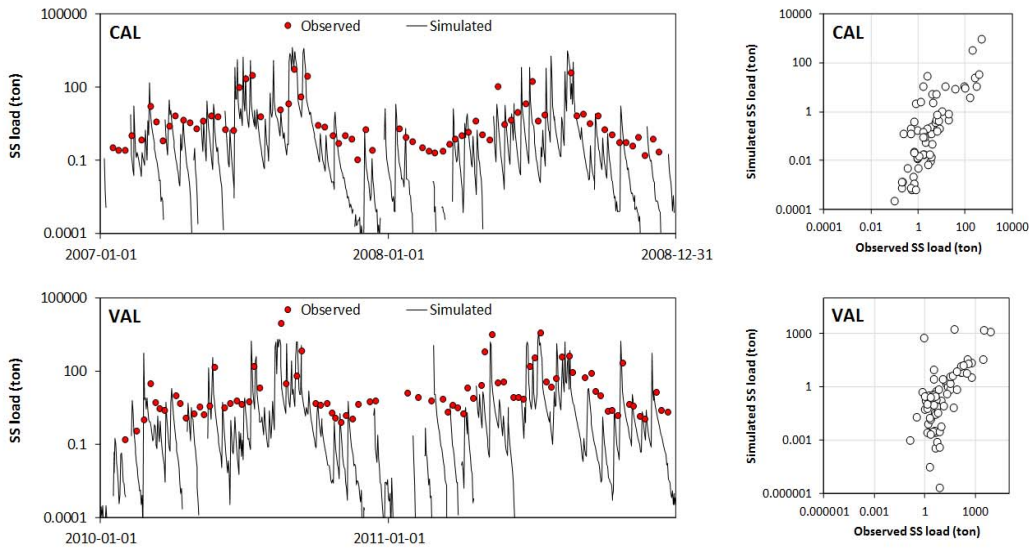 CAL
Observed
Simulated
SS load (ton)
100000
100
0.1
0.0001
2007-01-01
2008-01-01
2008-12-31
CAL
Simulated SS load (ton)
10000
100
1
0.01
0.0001
0.0001
0.01
1
100
10000
Observed SS load (ton)
VAL
Observed
Simulated
SS load (ton)
100000
100
0.1
0.0001
2010-01-01
2011-01-01
VAL
Simulated SS load (ton)
1000
1
0.001
0.000001
0.000001
0.001
1
1000
Observed SS load (ton)